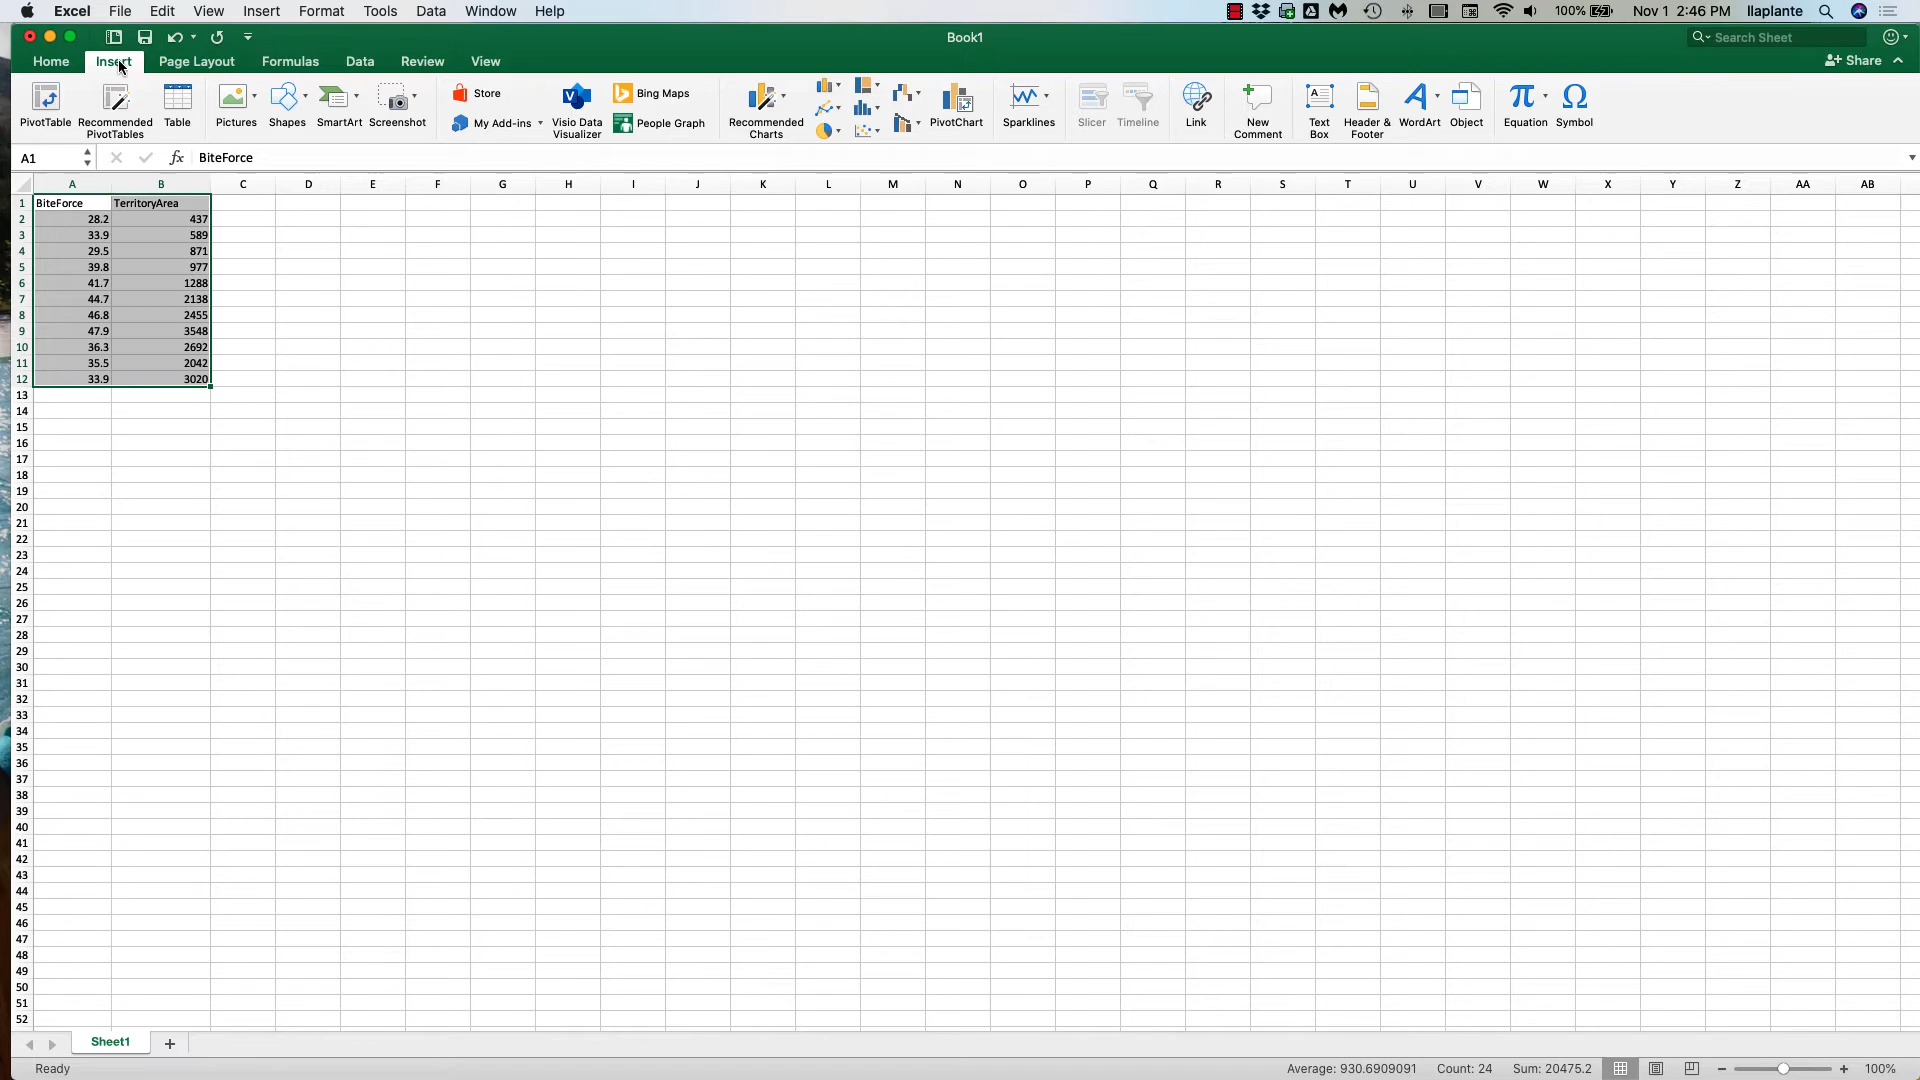 Excel File Edit View Insert Format Tools Data Window Help 100% Nov 1 2:46 PM llaplante
Book1 Search Sheet
Home Insert Page Layout Formulas Data Review View Share
PivotTable Recommended PivotTables Table Pictures Shapes SmartArt Screenshot Store My Add-ins Visio Data Visualizer Bing Maps People Graph Recommended Charts PivotChart Sparklines Slicer Timeline Link New Comment Text Box Header & Footer WordArt Object Equation Symbol
A1 fx BiteForce
A B C D E F G H I J K L M N O P Q R S T U V W X Y Z AA AB
1 BiteForce TerritoryArea
2 28.2 437
3 33.9 589
4 29.5 871
5 39.8 977
6 41.7 1288
7 44.7 2138
8 46.8 2455
9 47.9 3548
10 36.3 2692
11 35.5 2042
12 33.9 3020
13
14
15
16
17
18
19
20
21
22
23
24
25
26
27
28
29
30
31
32
33
34
35
36
37
38
39
40
41
42
43
44
45
46
47
48
49
50
51
52
Sheet1 +
Ready Average: 930.6909091 Count: 24 Sum: 20475.2 100%